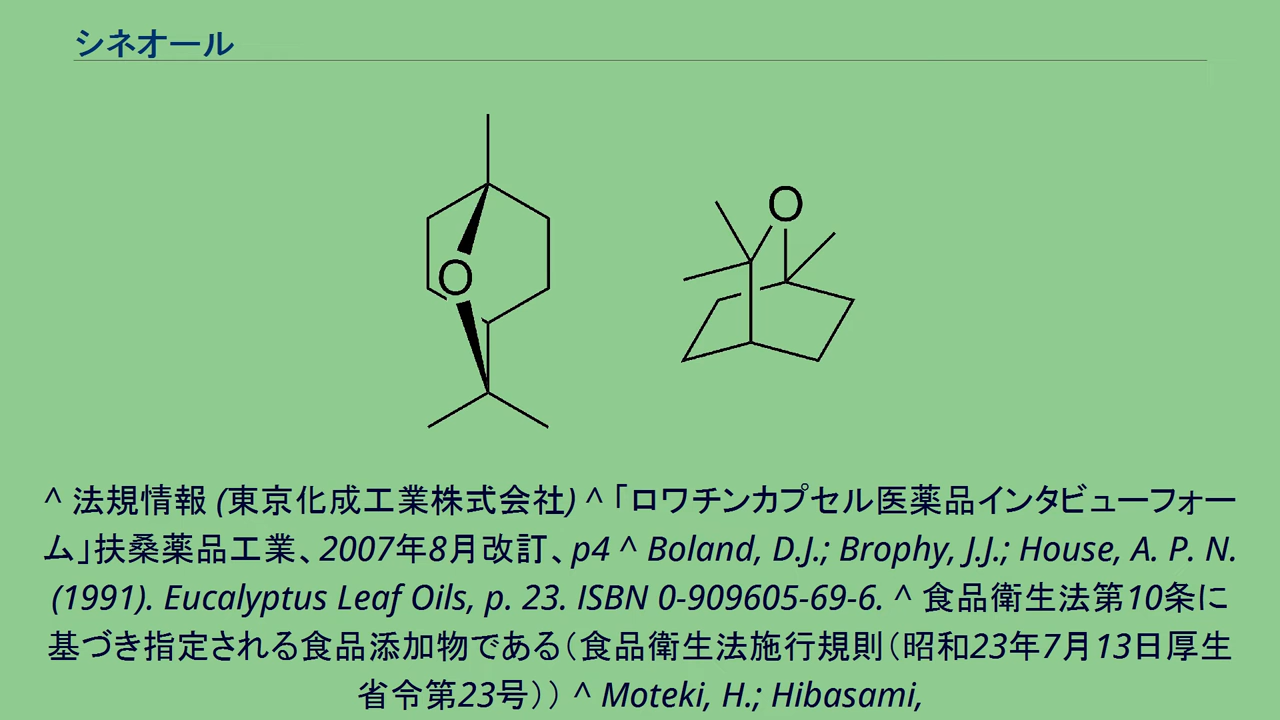 シネオール
O
O
^ 法規情報 (東京化成工業株式会社) ^ 「ロワチンカプセル医薬品インタビューフォー
ム」扶桑薬品工業、2007年8月改訂、p4 ^ Boland, D.J.; Brophy, J.J.; House, A. P. N.
(1991). Eucalyptus Leaf Oils, p. 23. ISBN 0-909605-69-6. ^ 食品衛生法第10条に
基づき指定される食品添加物である（食品衛生法施行規則（昭和23年7月13日厚生
省令第23号）） ^ Moteki, H.; Hibasami,